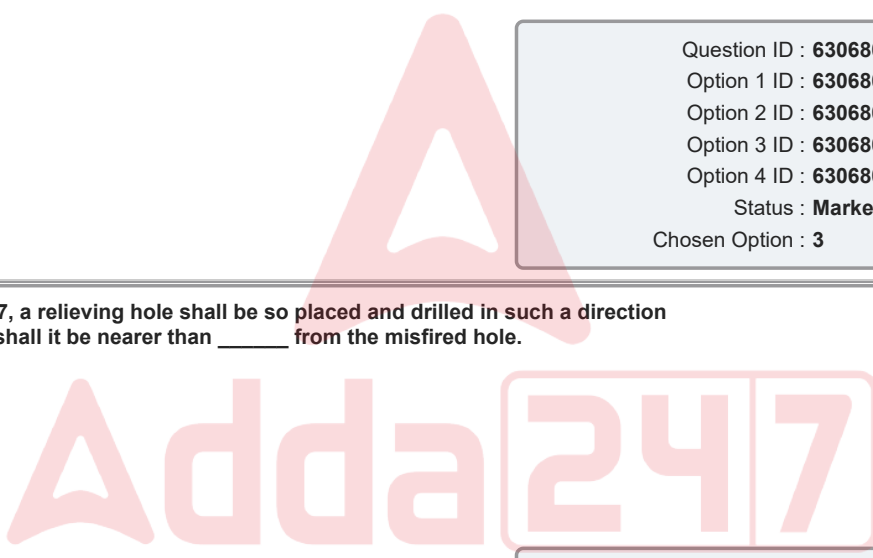 Question ID : 63068
Option 1 ID : 63068
Option 2 ID : 63068
Option 3 ID : 63068
Option 4 ID : 63068
Status : Marke
Chosen Option : 3
7, a relieving hole shall be so placed and drilled in such a direction
shall it be nearer than ______ from the misfired hole.
Adda247